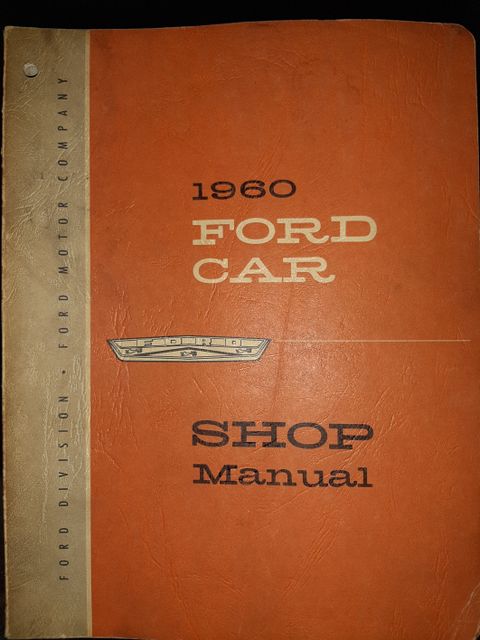 FORD DIVISION • FORD MOTOR COMPANY
1960
FORD
CAR
FORD
SHOP
Manual